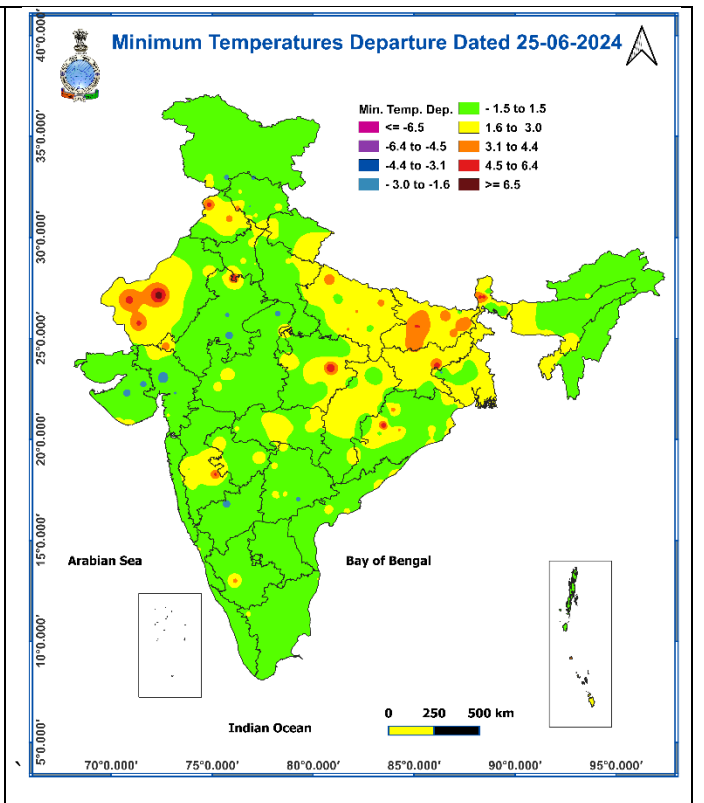 Minimum Temperatures Departure Dated 25-06-2024
Min. Temp. Dep.
<= -6.5
-6.4 to -4.5
-4.4 to -3.1
- 3.0 to -1.6
- 1.5 to 1.5
1.6 to 3.0
3.1 to 4.4
4.5 to 6.4
>= 6.5
40°0.000'
35°0.000'
30°0.000'
25°0.000'
20°0.000'
15°0.000'
10°0.000'
5°0.000'
Arabian Sea
Bay of Bengal
Indian Ocean
0 250 500 km
70°0.000' 75°0.000' 80°0.000' 85°0.000' 90°0.000' 95°0.000'
`